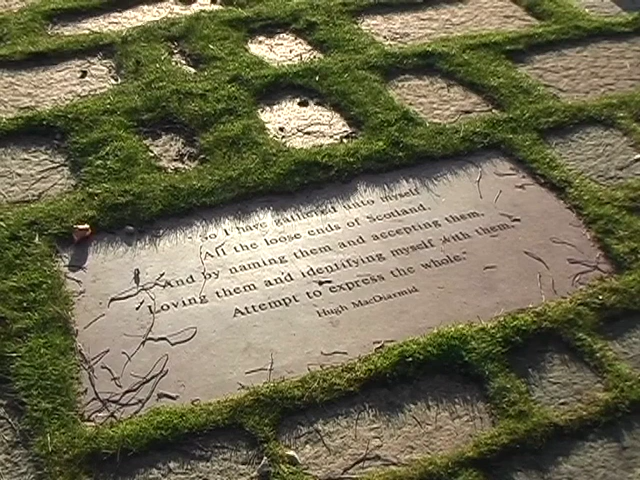 So I have gathered unto myself
All the loose ends of Scotland.
And by naming them and accepting them,
Loving them and identifying myself with them.
Attempt to express the whole."
Hugh MacDiarmid